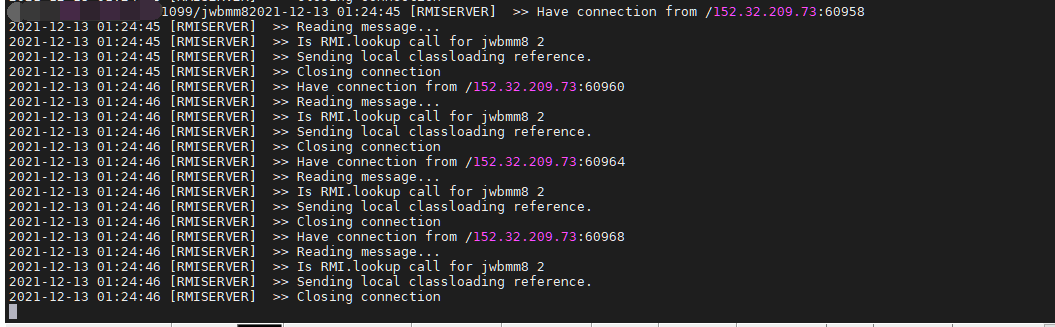 1099/jwbmm82021-12-13 01:24:45 [RMISERVER]  >> Have connection from /152.32.209.73:60958
2021-12-13 01:24:45 [RMISERVER]  >> Reading message...
2021-12-13 01:24:45 [RMISERVER]  >> Is RMI.lookup call for jwbmm8 2
2021-12-13 01:24:45 [RMISERVER]  >> Sending local classloading reference.
2021-12-13 01:24:45 [RMISERVER]  >> Closing connection
2021-12-13 01:24:46 [RMISERVER]  >> Have connection from /152.32.209.73:60960
2021-12-13 01:24:46 [RMISERVER]  >> Reading message...
2021-12-13 01:24:46 [RMISERVER]  >> Is RMI.lookup call for jwbmm8 2
2021-12-13 01:24:46 [RMISERVER]  >> Sending local classloading reference.
2021-12-13 01:24:46 [RMISERVER]  >> Closing connection
2021-12-13 01:24:46 [RMISERVER]  >> Have connection from /152.32.209.73:60964
2021-12-13 01:24:46 [RMISERVER]  >> Reading message...
2021-12-13 01:24:46 [RMISERVER]  >> Is RMI.lookup call for jwbmm8 2
2021-12-13 01:24:46 [RMISERVER]  >> Sending local classloading reference.
2021-12-13 01:24:46 [RMISERVER]  >> Closing connection
2021-12-13 01:24:46 [RMISERVER]  >> Have connection from /152.32.209.73:60968
2021-12-13 01:24:46 [RMISERVER]  >> Reading message...
2021-12-13 01:24:46 [RMISERVER]  >> Is RMI.lookup call for jwbmm8 2
2021-12-13 01:24:46 [RMISERVER]  >> Sending local classloading reference.
2021-12-13 01:24:46 [RMISERVER]  >> Closing connection